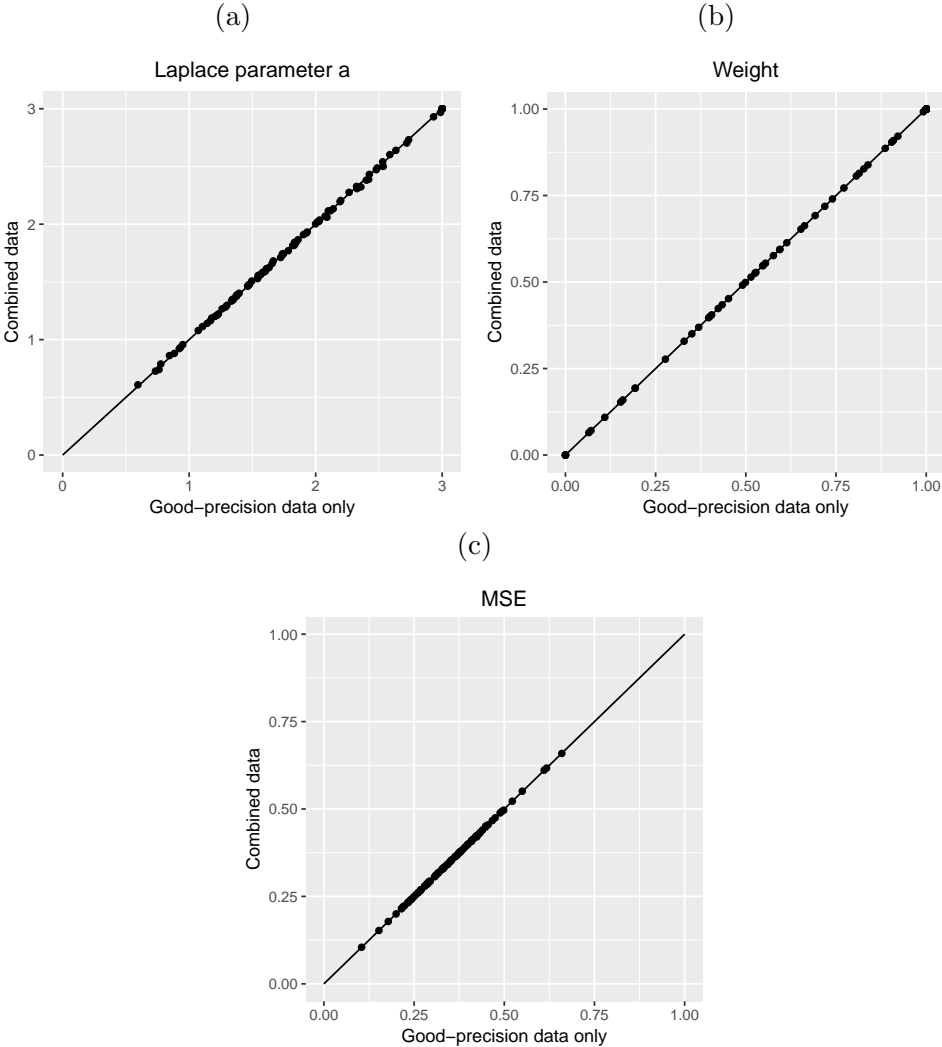 (a)
Laplace parameter a
3
2
1
0
Combined data
0 1 2 3
Good−precision data only
(b)
Weight
1.00
0.75
0.50
0.25
0.00
Combined data
0.00 0.25 0.50 0.75 1.00
Good−precision data only
(c)
MSE
1.00
0.75
0.50
0.25
0.00
Combined data
0.00 0.25 0.50 0.75 1.00
Good−precision data only